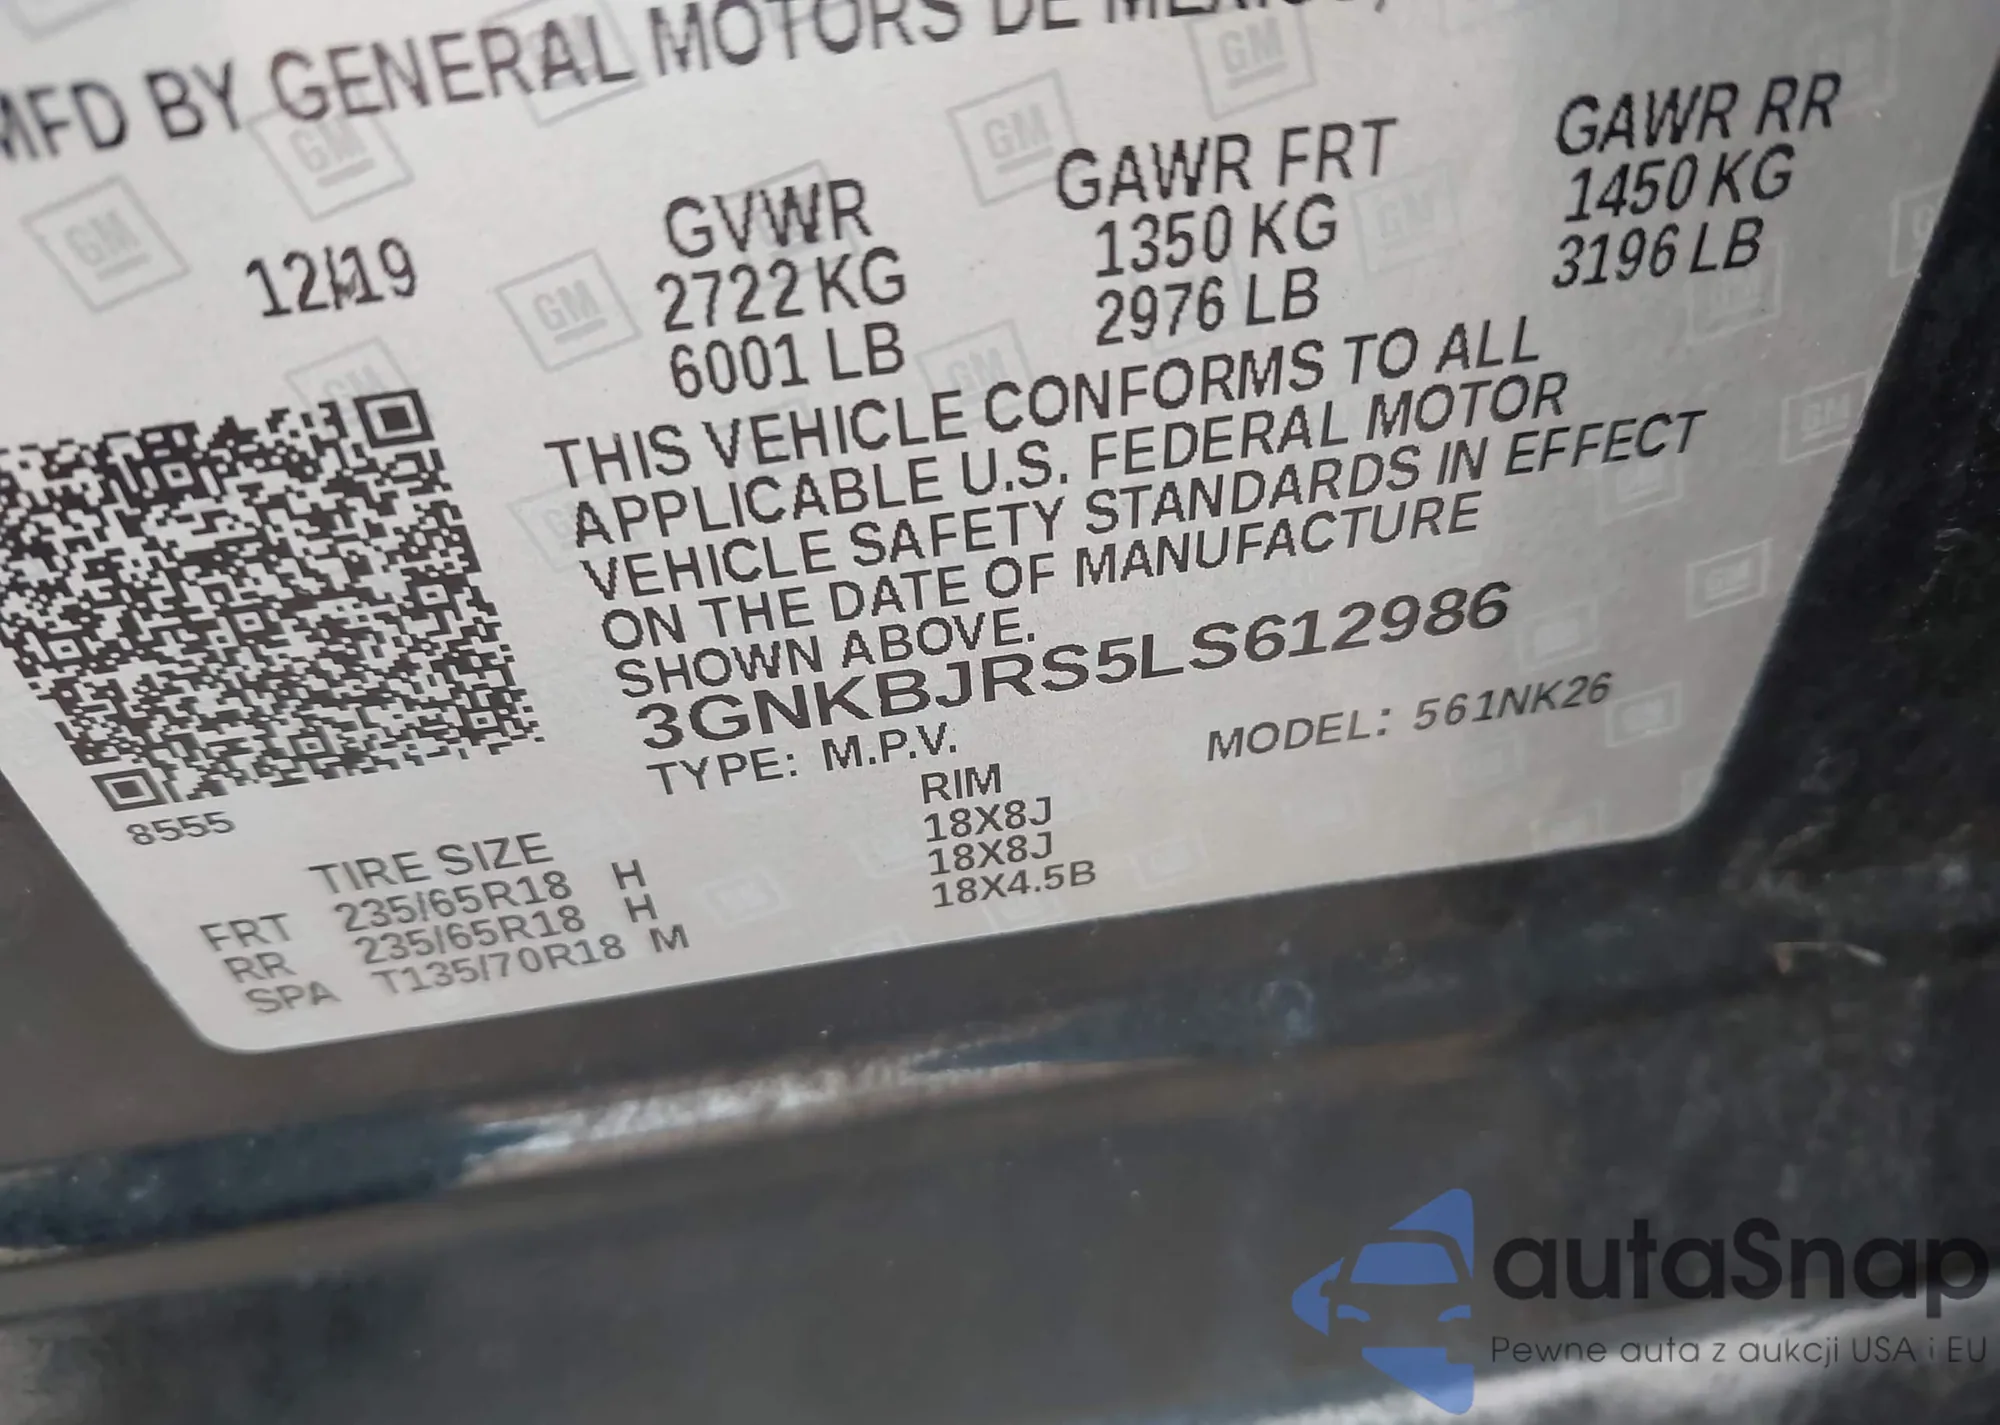 MFD BY GENERAL MOTORS DE MEXICO,
12/19
GVWR
2722 KG
6001 LB
GAWR FRT
1350 KG
2976 LB
GAWR RR
1450 KG
3196 LB
THIS VEHICLE CONFORMS TO ALL
APPLICABLE U.S. FEDERAL MOTOR
VEHICLE SAFETY STANDARDS IN EFFECT
ON THE DATE OF MANUFACTURE
SHOWN ABOVE.
3GNKBJRS5LS612986
TYPE: M.P.V.
MODEL: 561NK26
8555
TIRE SIZE RIM
FRT 235/65R18 H 18X8J
RR 235/65R18 H 18X8J
SPA T135/70R18 M 18X4.5B
autaSnap
Pewne auta z aukcji USA i EU